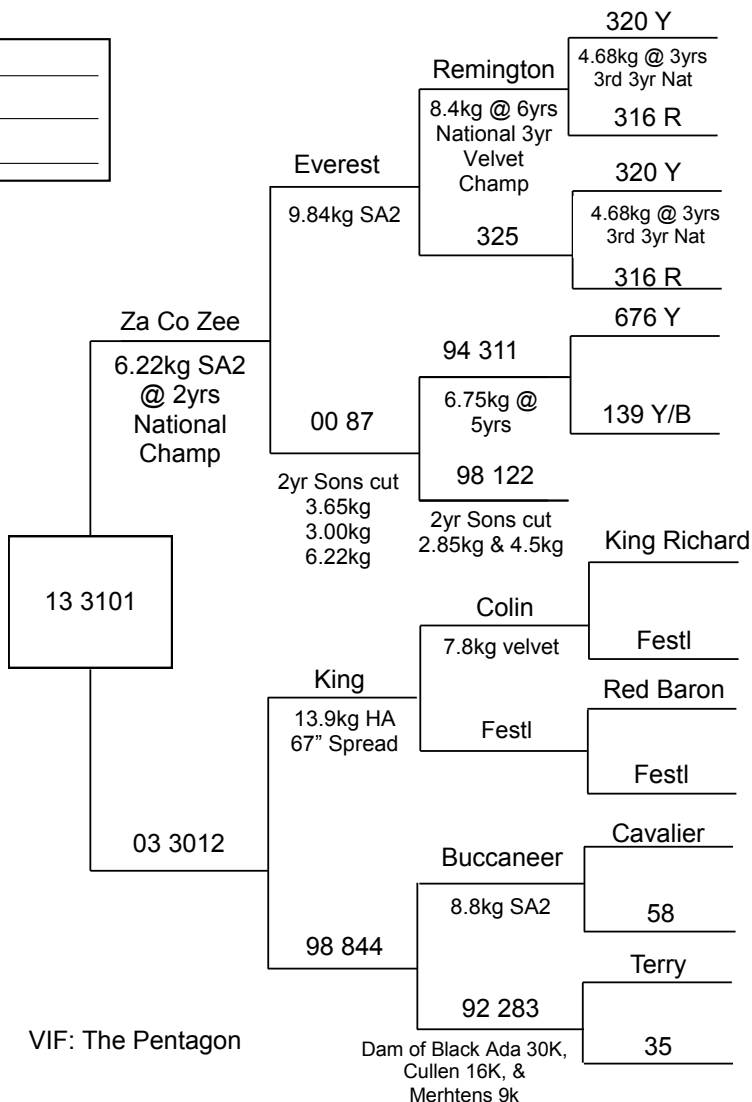 320 Y
4.68kg @ 3yrs
3rd 3yr Nat
316 R
Remington
8.4kg @ 6yrs
National 3yr
Velvet
Champ
320 Y
4.68kg @ 3yrs
3rd 3yr Nat
316 R
325
Everest
9.84kg SA2
676 Y
139 Y/B
94 311
6.75kg @
5yrs
98 122
2yr Sons cut
2.85kg & 4.5kg
00 87
2yr Sons cut
3.65kg
3.00kg
6.22kg
Za Co Zee
6.22kg SA2
@ 2yrs
National
Champ
13 3101
King Richard
Festl
Colin
7.8kg velvet
Red Baron
Festl
Festl
King
13.9kg HA
67” Spread
03 3012
Cavalier
58
Buccaneer
8.8kg SA2
Terry
35
92 283
Dam of Black Ada 30K,
Cullen 16K, &
Merhtens 9k
98 844
VIF: The Pentagon